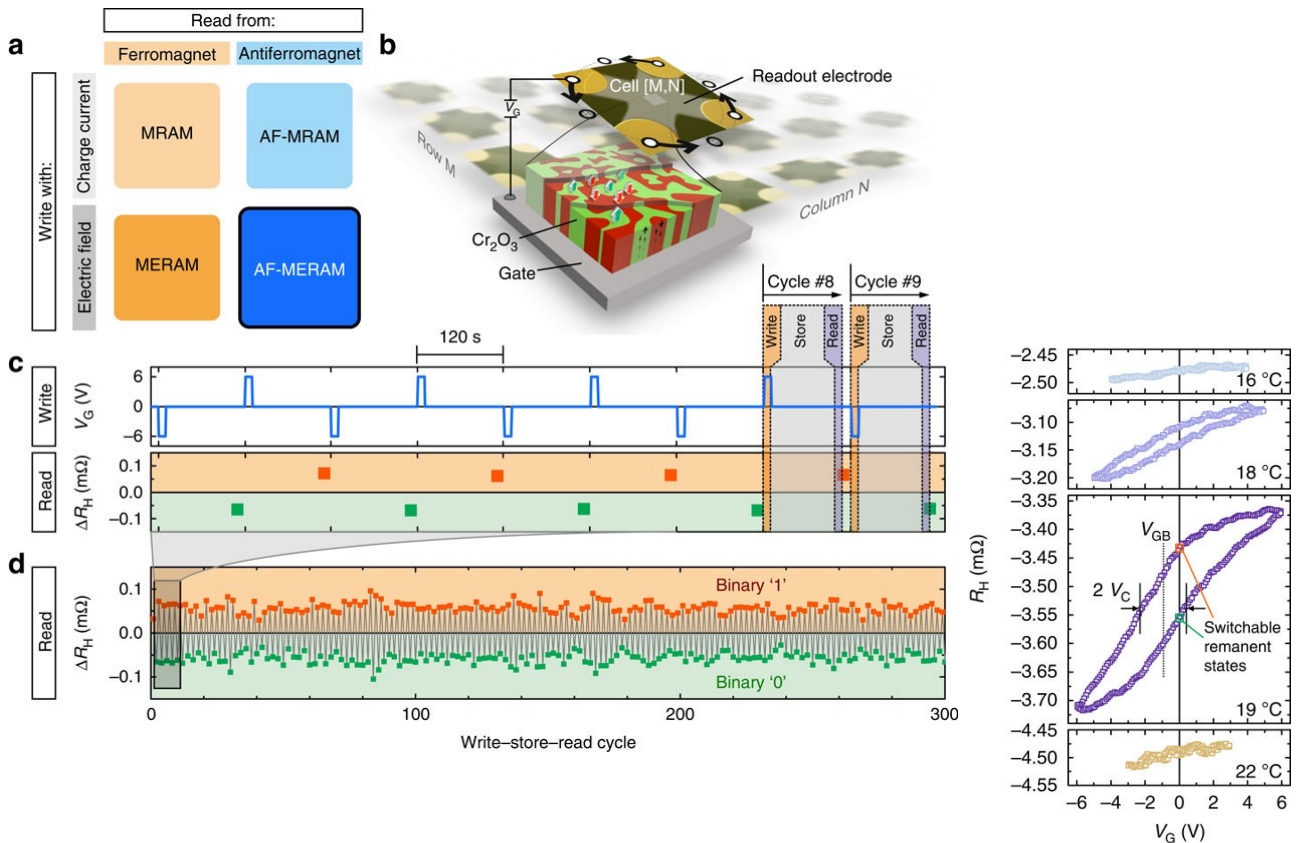 a
Read from:
Ferromagnet
Antiferromagnet
Write with:
Charge current
Electric field
MRAM
AF-MRAM
MERAM
AF-MERAM
b
Cell [M,N]
Readout electrode
V_G
Row M
Column N
Cr₂O₃
Gate
Cycle #8
Cycle #9
Write
Store
Read
Write
Store
Read
120 s
c
Write
V_G (V)
6
0
−6
Read
ΔR_H (mΩ)
0.1
0.0
−0.1
d
Read
ΔR_H (mΩ)
0.1
0.0
−0.1
Binary ‘1’
Binary ‘0’
0
100
200
300
Write–store–read cycle
−2.45
−2.50
16 °C
−3.10
−3.15
−3.20
18 °C
−3.35
−3.40
−3.45
−3.50
−3.55
−3.60
−3.65
−3.70
V_GB
2 V_C
Switchable
remanent
states
19 °C
−4.45
−4.50
−4.55
22 °C
R_H (mΩ)
−6
−4
−2
0
2
4
6
V_G (V)